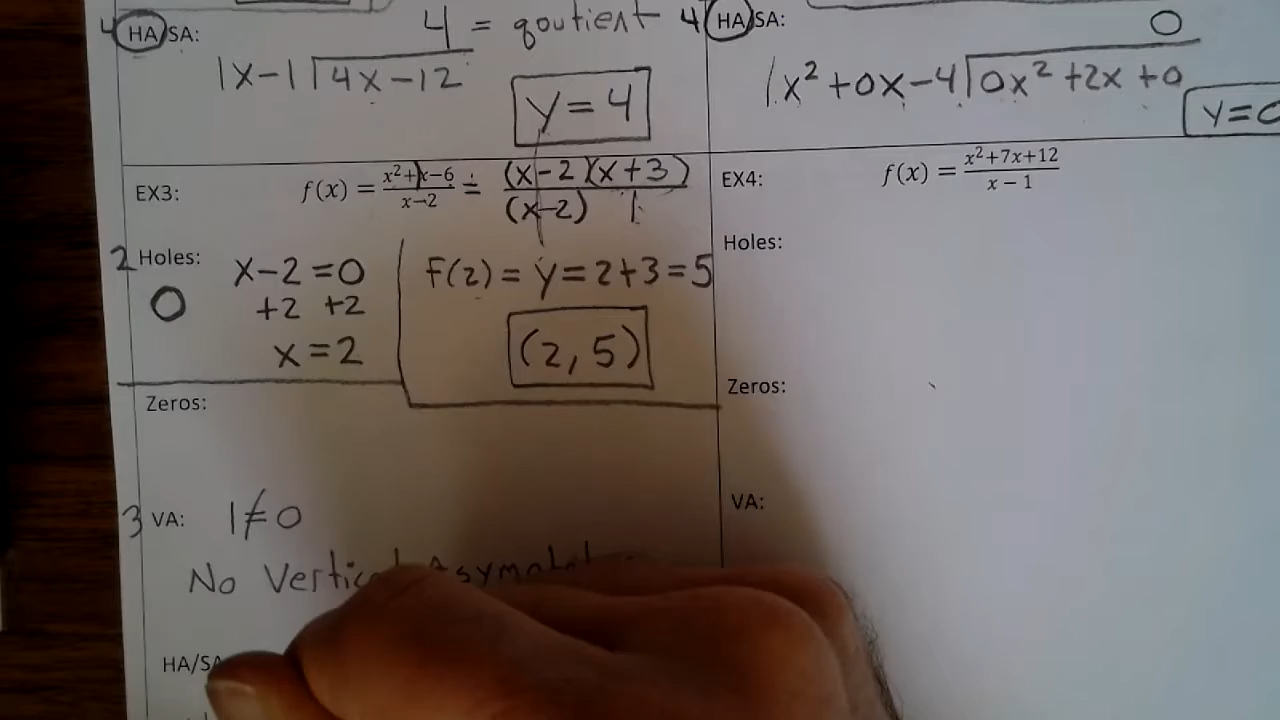 4 HA/SA: 4 = qoutient
1x-1 4x-12
y=4
4 HA/SA: 0
1x²+0x-4 0x²+2x+0
y=0
EX3: f(x) = x²+x-6 / x-2 = (x-2)(x+3) / (x-2) 1
2 Holes: 0
x-2=0
+2 +2
x=2
F(2) = y=2+3=5
(2, 5)
Zeros:
3 VA: 1≠0
No
HA/SA
EX4: f(x) = x²+7x+12 / x-1
Holes:
Zeros:
VA: